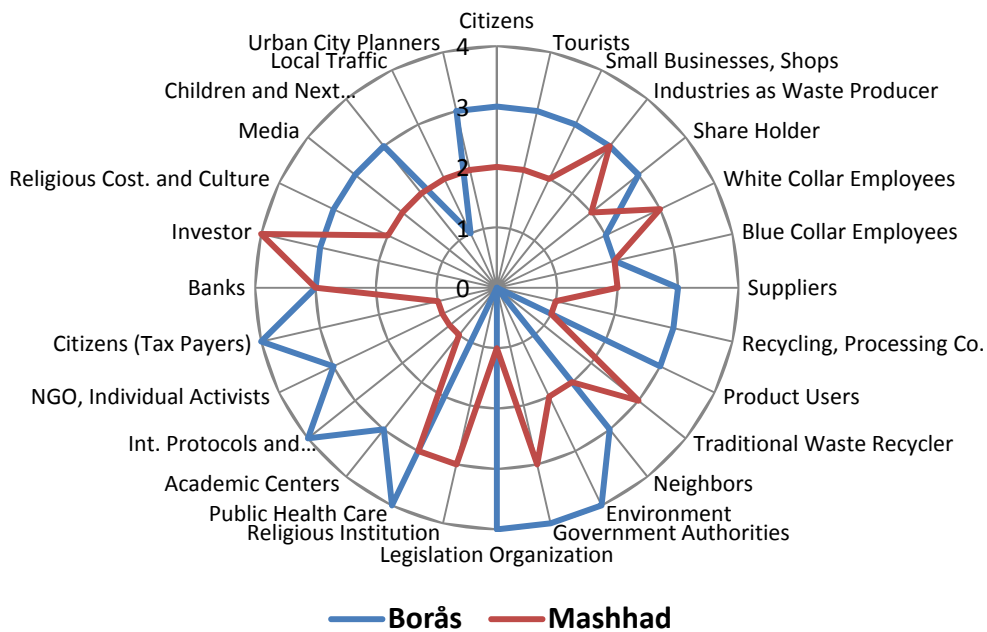 Citizens
Tourists
Small Businesses, Shops
Industries as Waste Producer
Share Holder
White Collar Employees
Blue Collar Employees
Suppliers
Recycling, Processing Co.
Product Users
Traditional Waste Recycler
Neighbors
Environment
Government Authorities
Legislation Organization
Religious Institution
Public Health Care
Academic Centers
Int. Protocols and...
NGO, Individual Activists
Citizens (Tax Payers)
Banks
Investor
Religious Cost. and Culture
Media
Children and Next...
Local Traffic
Urban City Planners
4
3
2
1
0
Borås
Mashhad